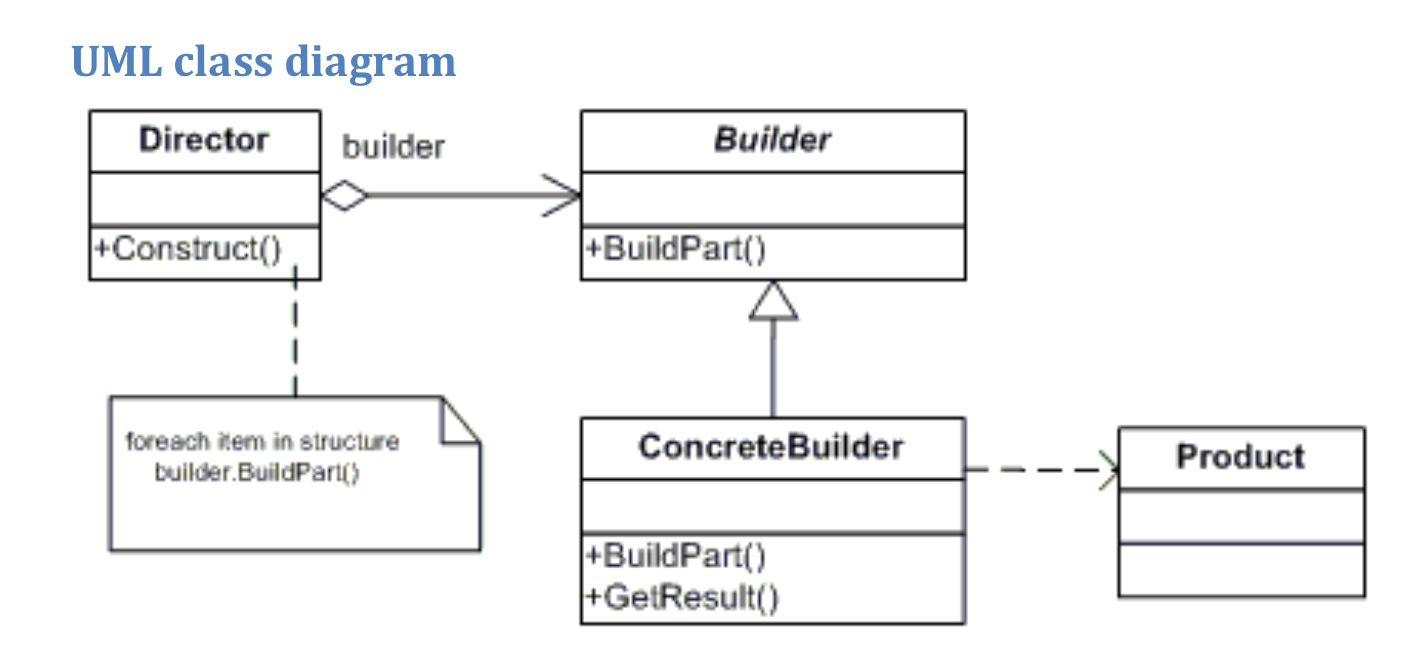 UML class diagram
Director
builder
Builder
+Construct()
+BuildPart()
foreach item in structure
builder.BuildPart()
ConcreteBuilder
Product
+BuildPart()
+GetResult()